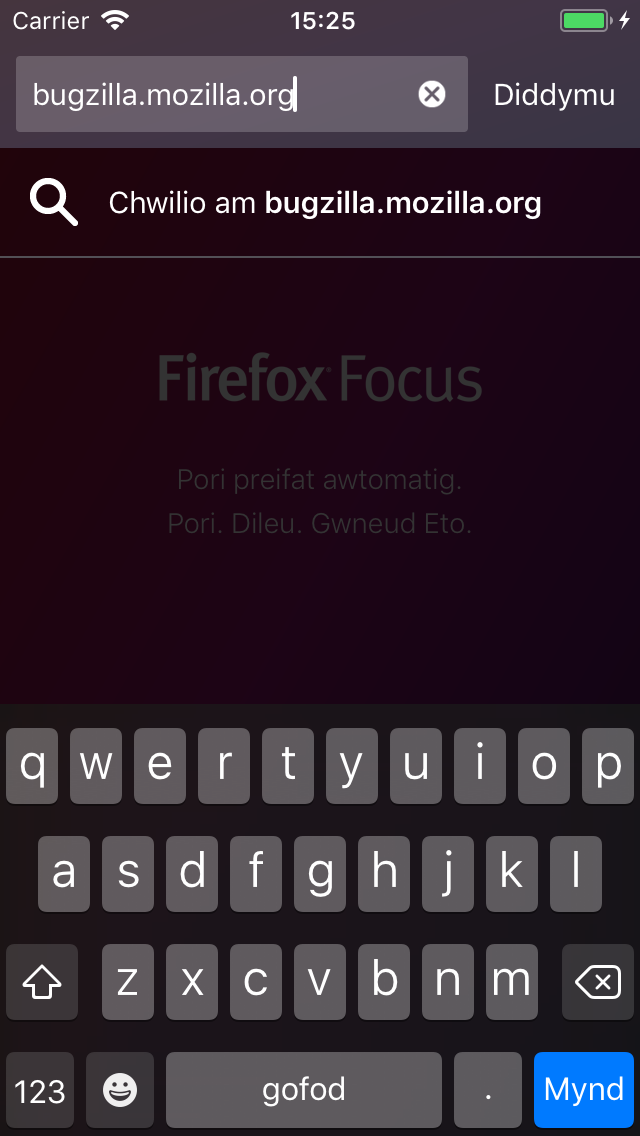 Carrier 15:25
bugzilla.mozilla.org Diddymu
Chwilio am bugzilla.mozilla.org
Firefox Focus
Pori preifat awtomatig.
Pori. Dileu. Gwneud Eto.
q w e r t y u i o p
a s d f g h j k l
z x c v b n m
123 gofod . Mynd